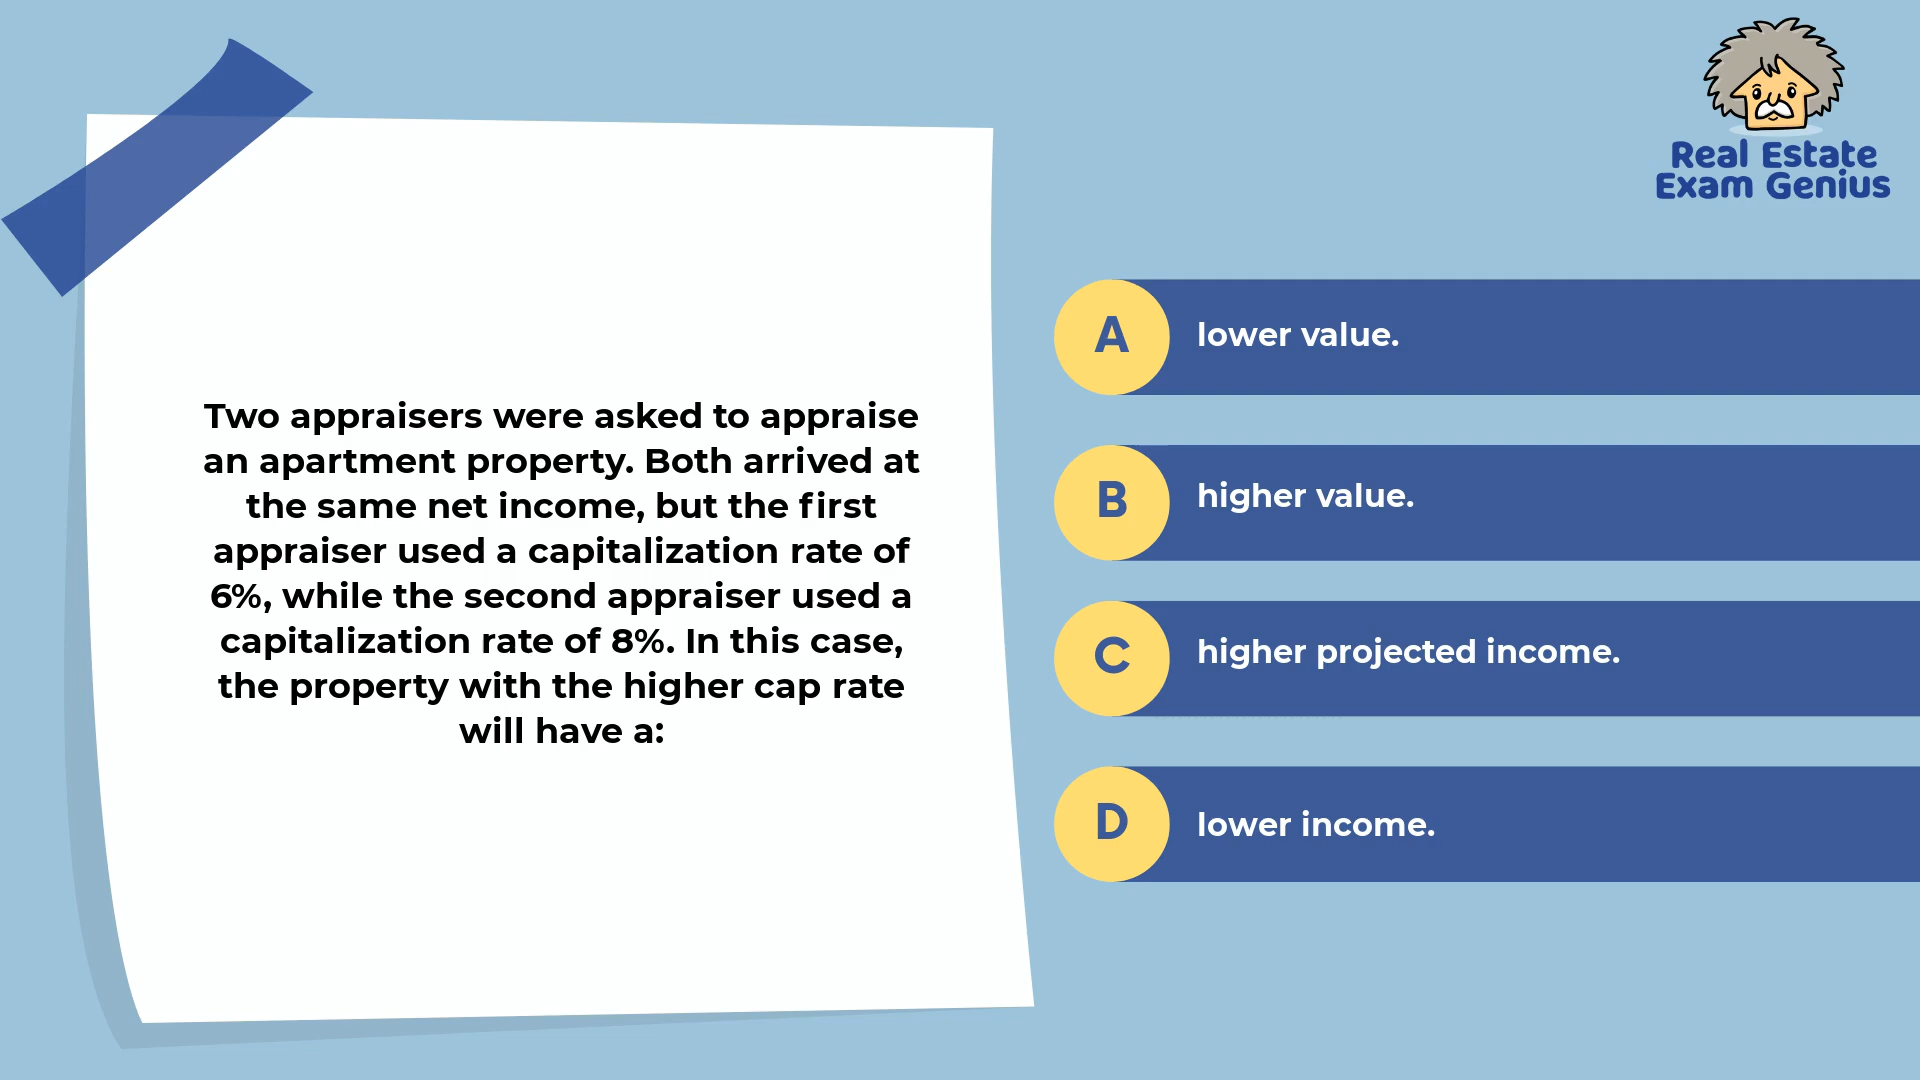 Real Estate
Exam Genius
Two appraisers were asked to appraise
an apartment property. Both arrived at
the same net income, but the first
appraiser used a capitalization rate of
6%, while the second appraiser used a
capitalization rate of 8%. In this case,
the property with the higher cap rate
will have a:
A lower value.
B higher value.
C higher projected income.
D lower income.